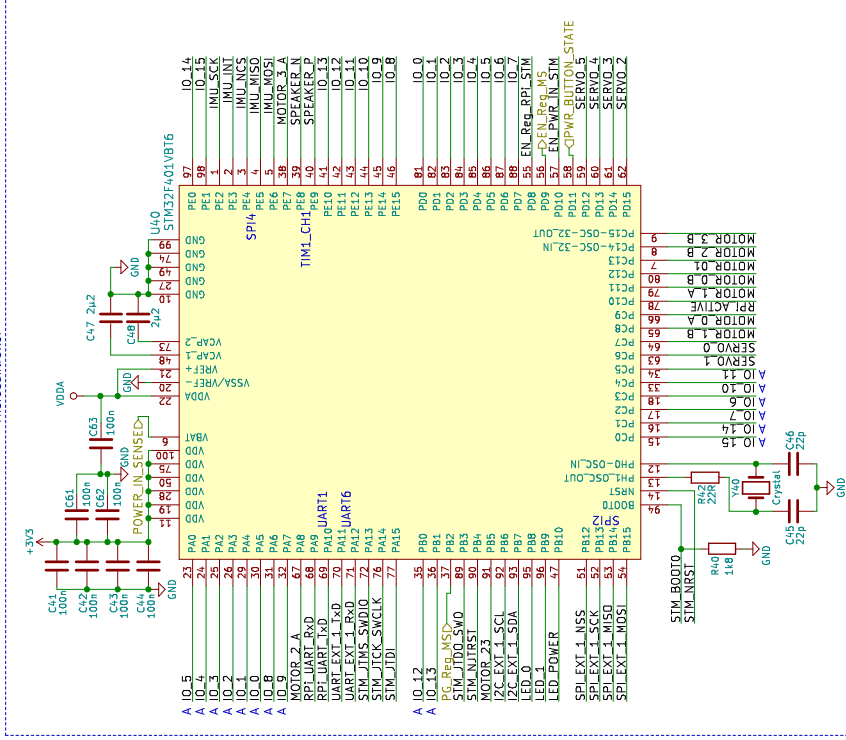 IO_14 97 PE0
IO_15 98 PE1
IMU_SCK 1 PE2
IMU_INT 2 PE3
IMU_NCS 3 PE4
IMU_MISO 4 PE5
IMU_MOSI 5 PE6
MOTOR_3_A 38 PE7
SPEAKER_N 39 PE8
SPEAKER_P 40 PE9
IO_13 41 PE10
IO_12 42 PE11
IO_11 43 PE12
IO_10 44 PE13
IO_9 45 PE14
IO_8 46 PE15
IO_0 81 PD0
IO_1 82 PD1
IO_2 83 PD2
IO_3 84 PD3
IO_4 85 PD4
IO_5 86 PD5
IO_6 87 PD6
IO_7 88 PD7
EN_Reg_RPi_STM 55 PD8
EN_Reg_MS 56 PD9
EN_PWR_IN_STM 57 PD10
PWR_BUTTON_STATE 58 PD11
SERVO_5 59 PD12
SERVO_4 60 PD13
SERVO_3 61 PD14
SERVO_2 62 PD15
U40
STM32F401VBT6
SPI4
TIM1_CH1
99 GND
74 GND
49 GND
27 GND
10 GND
GND
C47 2µ2
C48 2µ2
73 VCAP_2
48 VCAP_1
21 VREF+
20 VSSA/VREF-
22 VDDA
GND
VDDA
C63 100n
GND
POWER_IN_SENSE
6 VBAT
100 VDD
75 VDD
50 VDD
28 VDD
19 VDD
11 VDD
C61 100n
C62 100n
+3V3
C41 100n
C42 100n
C43 100n
C44 100n
GND
PC15-OSC-32_OUT 9 MOTOR_3_B
PC14-OSC-32_IN 8 MOTOR_2_B
PC13 7 MOTOR_01
PC12 80 MOTOR_0_B
PC11 79 MOTOR_1_A
PC10 78 RPI_ACTIVE
PC9 66 MOTOR_0_A
PC8 65 MOTOR_1_B
PC7 64 SERVO_0
PC6 63 SERVO_1
PC5 34 IO_11 A
PC4 33 IO_10 A
PC3 18 IO_6 A
PC2 17 IO_7 A
PC1 16 IO_14 A
PC0 15 IO_15 A
PH0-OSC_IN 12
PH1_OSC_OUT 13
NRST 14
BOOT0 94
R42 22R
Y40 Crystal
C46 22p
C45 22p
GND
R40 1k8
GND
STM_BOOT0
STM_NRST
UART1
UART6
SPI2
PA0 23 IO_5 A
PA1 24 IO_4 A
PA2 25 IO_3 A
PA3 26 IO_2 A
PA4 29 IO_1 A
PA5 30 IO_0 A
PA6 31 IO_8 A
PA7 32 IO_9 A
PA8 67 MOTOR_2_A
PA9 68 RPi_UART_RxD
PA10 69 RPi_UART_TxD
PA11 70 UART_EXT_1_TxD
PA12 71 UART_EXT_1_RxD
PA13 72 STM_JTMS_SWDIO
PA14 76 STM_JTCK_SWCLK
PA15 77 STM_JTDI
PB0 35 IO_12 A
PB1 36 IO_13 A
PB2 37 PG_Reg_MS
PB3 89 STM_JTDO_SWO
PB4 90 STM_NJTRST
PB5 91 MOTOR_23
PB6 92 I2C_EXT_1_SCL
PB7 93 I2C_EXT_1_SDA
PB8 95 LED_0
PB9 96 LED_1
PB10 47 LED_POWER
PB12 51 SPI_EXT_1_NSS
PB13 52 SPI_EXT_1_SCK
PB14 53 SPI_EXT_1_MISO
PB15 54 SPI_EXT_1_MOSI